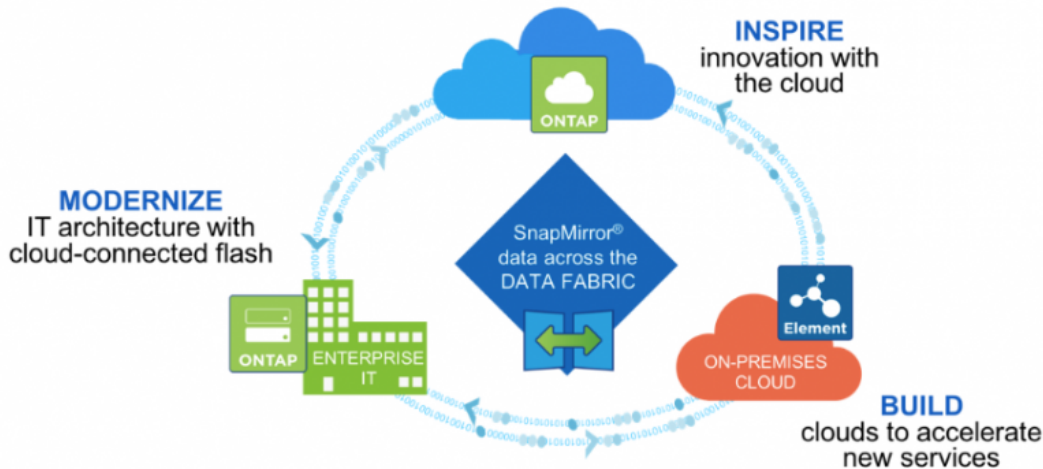 INSPIRE
innovation with
the cloud
ONTAP
MODERNIZE
IT architecture with
cloud-connected flash
SnapMirror®
data across the
DATA FABRIC
ONTAP
ENTERPRISE
IT
Element
ON-PREMISES
CLOUD
BUILD
clouds to accelerate
new services